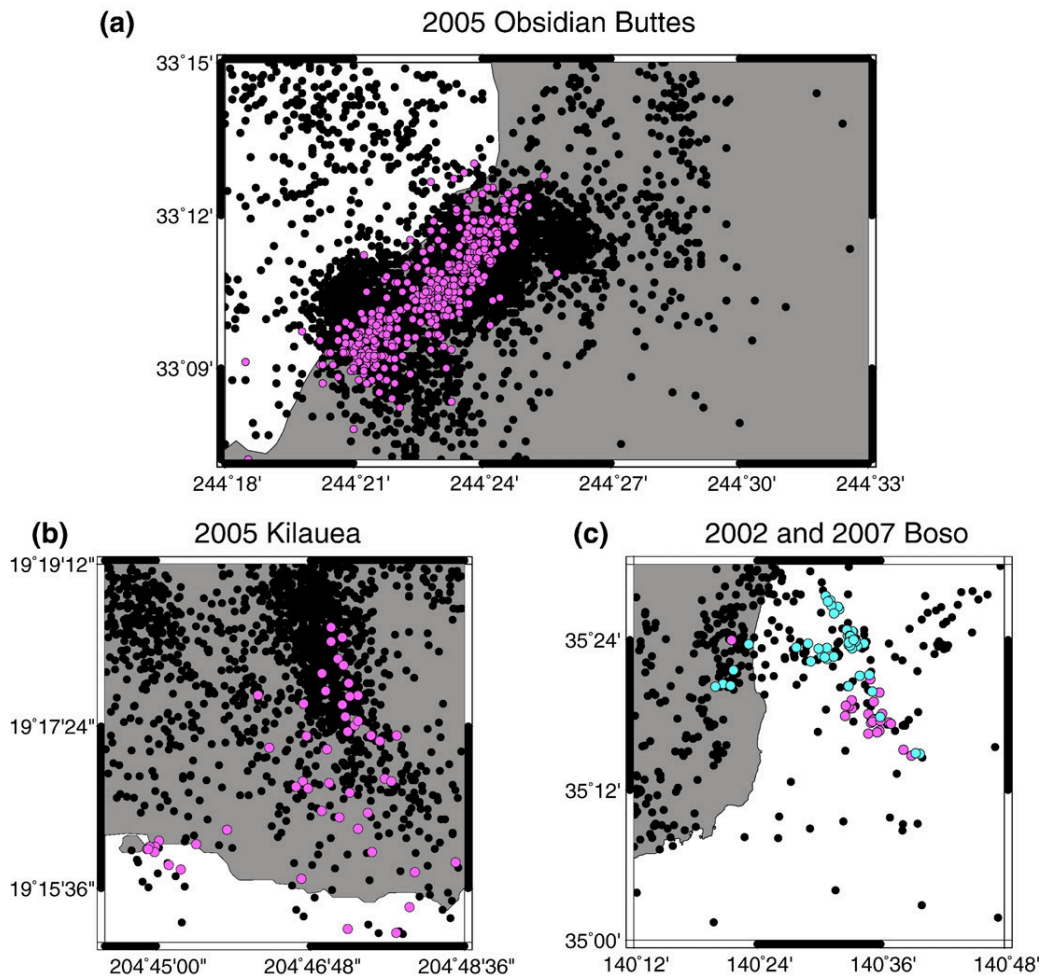 (a) 2005 Obsidian Buttes
33˚15'
33˚12'
33˚09'
244˚18' 244˚21' 244˚24' 244˚27' 244˚30' 244˚33'
(b) 2005 Kilauea
19˚19'12"
19˚17'24"
19˚15'36"
204˚45'00" 204˚46'48" 204˚48'36"
(c) 2002 and 2007 Boso
35˚24'
35˚12'
35˚00'
140˚12' 140˚24' 140˚36' 140˚48'